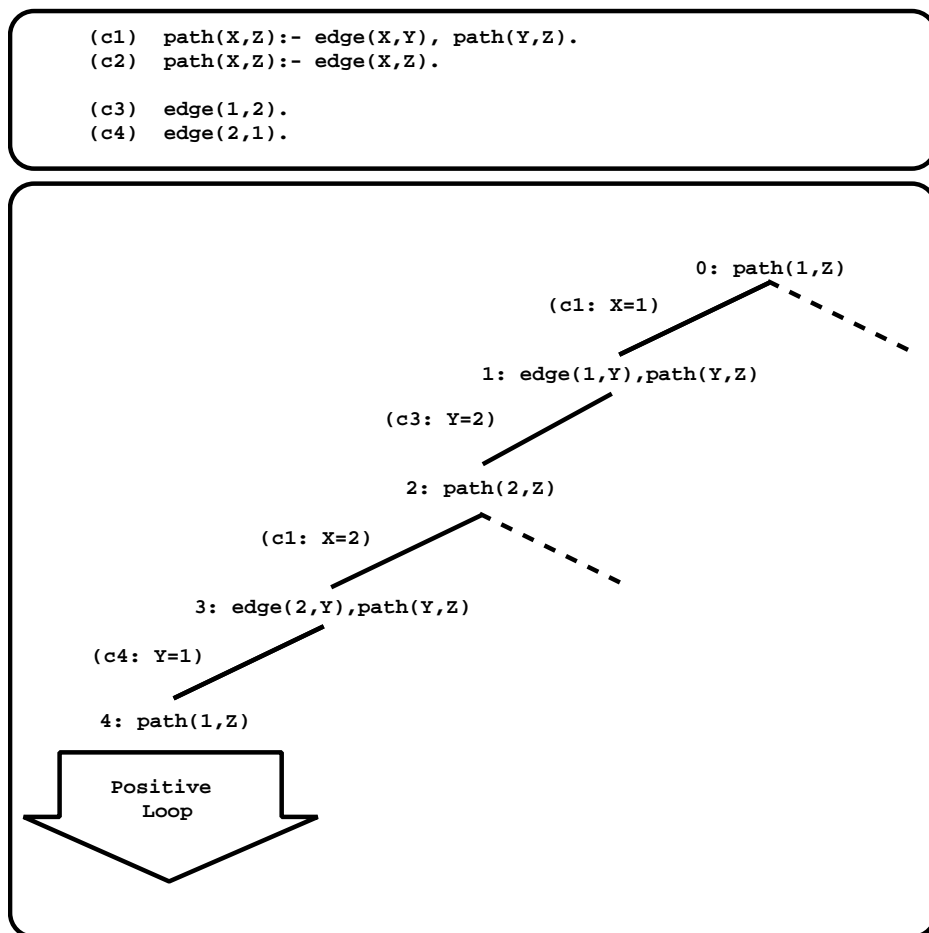 (c1) path(X,Z):- edge(X,Y), path(Y,Z).
(c2) path(X,Z):- edge(X,Z).
(c3) edge(1,2).
(c4) edge(2,1).
0: path(1,Z)
(c1: X=1)
1: edge(1,Y),path(Y,Z)
(c3: Y=2)
2: path(2,Z)
(c1: X=2)
3: edge(2,Y),path(Y,Z)
(c4: Y=1)
4: path(1,Z)
Positive
Loop